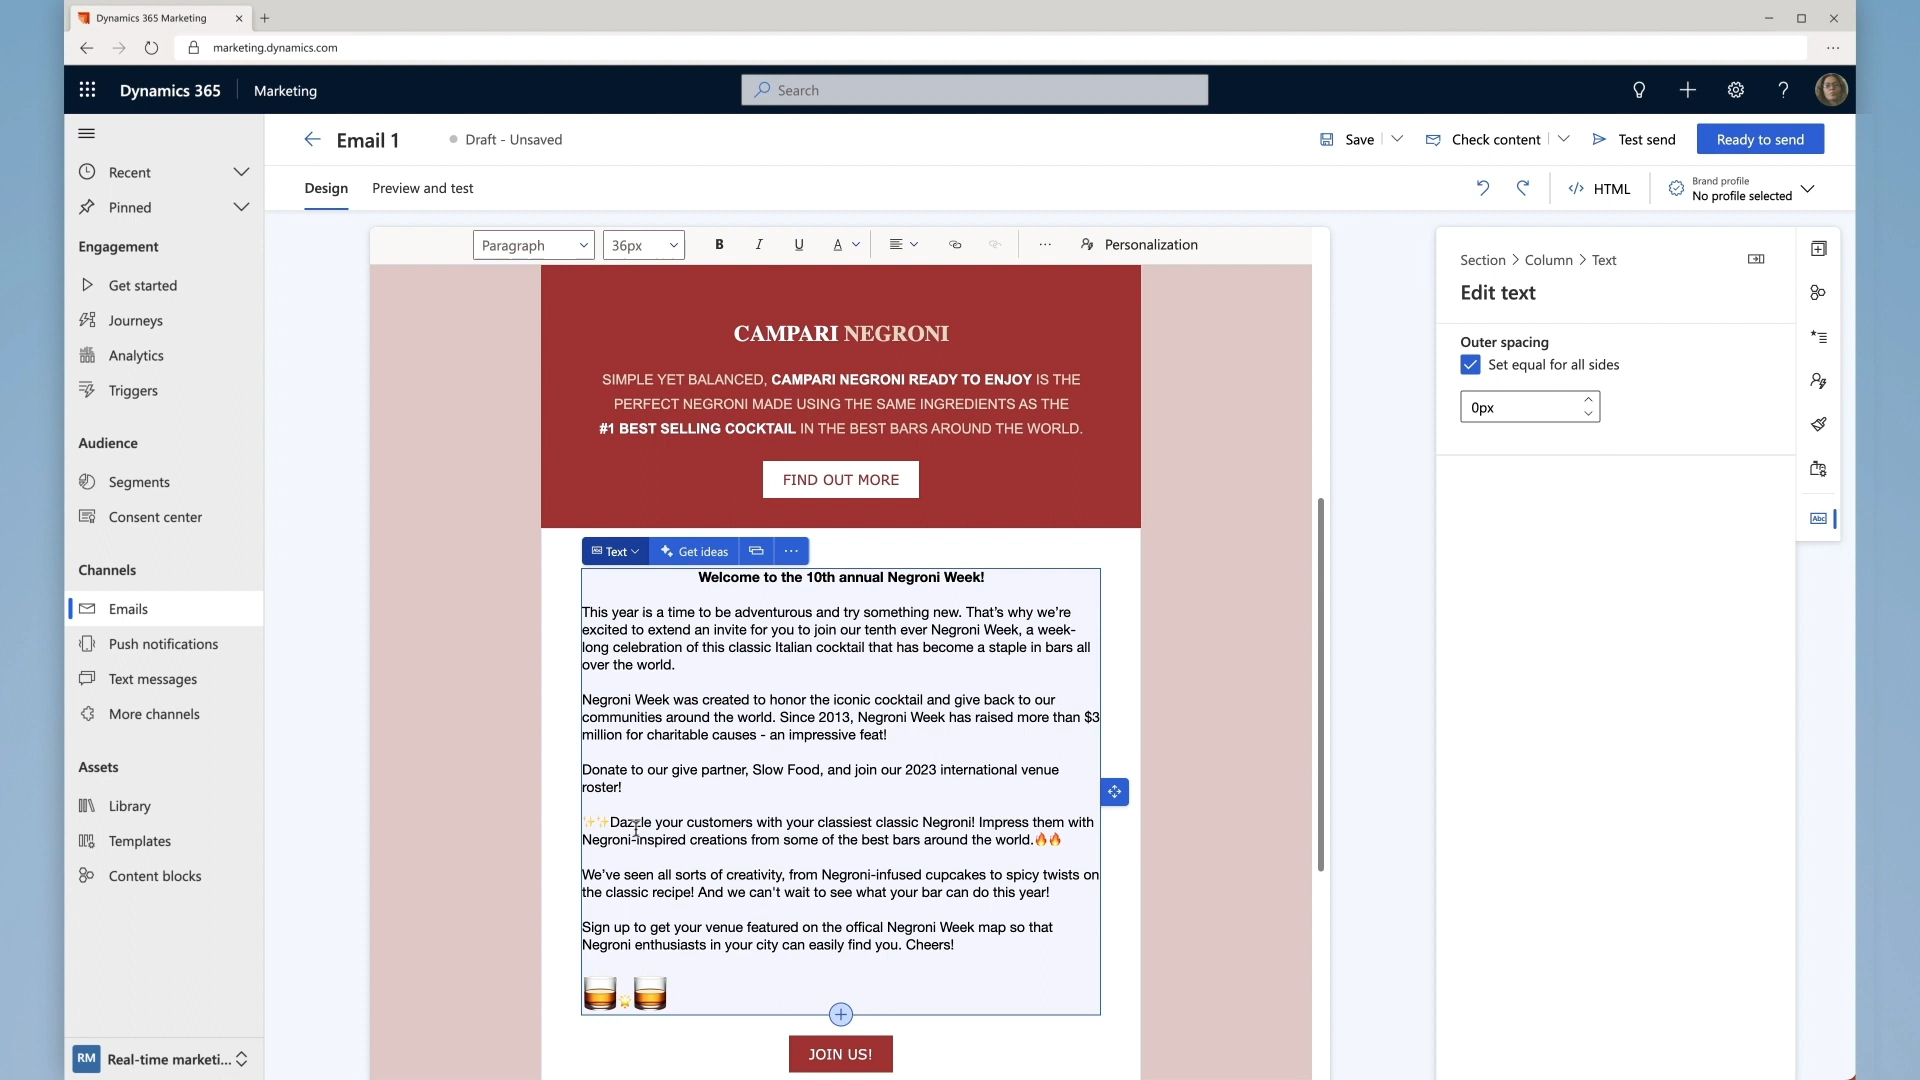 Dynamics 365 Marketing
marketing.dynamics.com
Dynamics 365
Marketing
Search
Email 1
Draft - Unsaved
Save
Check content
Test send
Ready to send
Design
Preview and test
HTML
Brand profile
No profile selected
Recent
Pinned
Engagement
Get started
Journeys
Analytics
Triggers
Audience
Segments
Consent center
Channels
Emails
Push notifications
Text messages
More channels
Assets
Library
Templates
Content blocks
RM
Real-time marketi...
Paragraph
36px
B
I
U
A
Personalization
CAMPARI NEGRONI
SIMPLE YET BALANCED, CAMPARI NEGRONI READY TO ENJOY IS THE
PERFECT NEGRONI MADE USING THE SAME INGREDIENTS AS THE
#1 BEST SELLING COCKTAIL IN THE BEST BARS AROUND THE WORLD.
FIND OUT MORE
Text
Get ideas
Welcome to the 10th annual Negroni Week!
This year is a time to be adventurous and try something new. That’s why we’re
excited to extend an invite for you to join our tenth ever Negroni Week, a week-
long celebration of this classic Italian cocktail that has become a staple in bars all
over the world.
Negroni Week was created to honor the iconic cocktail and give back to our
communities around the world. Since 2013, Negroni Week has raised more than $3
million for charitable causes - an impressive feat!
Donate to our give partner, Slow Food, and join our 2023 international venue
roster!
✨✨Dazzle your customers with your classiest classic Negroni! Impress them with
Negroni-inspired creations from some of the best bars around the world.🔥🔥
We’ve seen all sorts of creativity, from Negroni-infused cupcakes to spicy twists on
the classic recipe! And we can't wait to see what your bar can do this year!
Sign up to get your venue featured on the offical Negroni Week map so that
Negroni enthusiasts in your city can easily find you. Cheers!
JOIN US!
Section > Column > Text
Edit text
Outer spacing
Set equal for all sides
0px
Abc